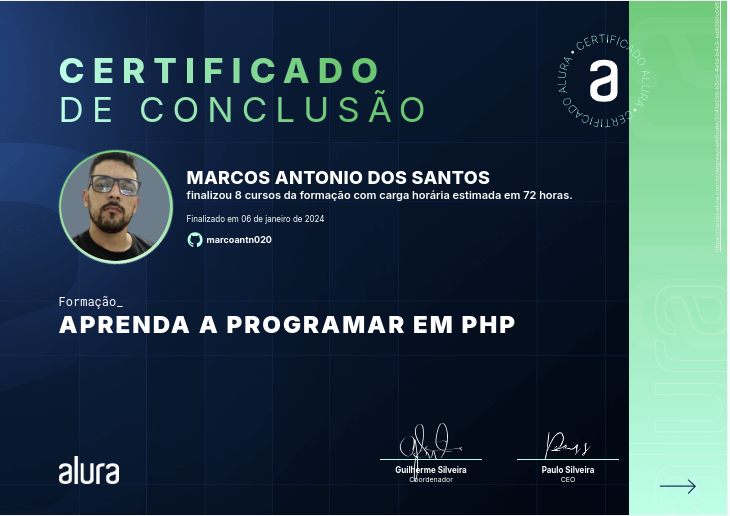 CERTIFICADO
DE CONCLUSÃO
CERTIFICADO ALURA • CERTIFICADO ALURA •
a
MARCOS ANTONIO DOS SANTOS
finalizou 8 cursos da formação com carga horária estimada em 72 horas.
Finalizado em 06 de janeiro de 2024
marcoantn020
Formação_
APRENDA A PROGRAMAR EM PHP
alura
Guilherme Silveira
Coordenador
Paulo Silveira
CEO
alura